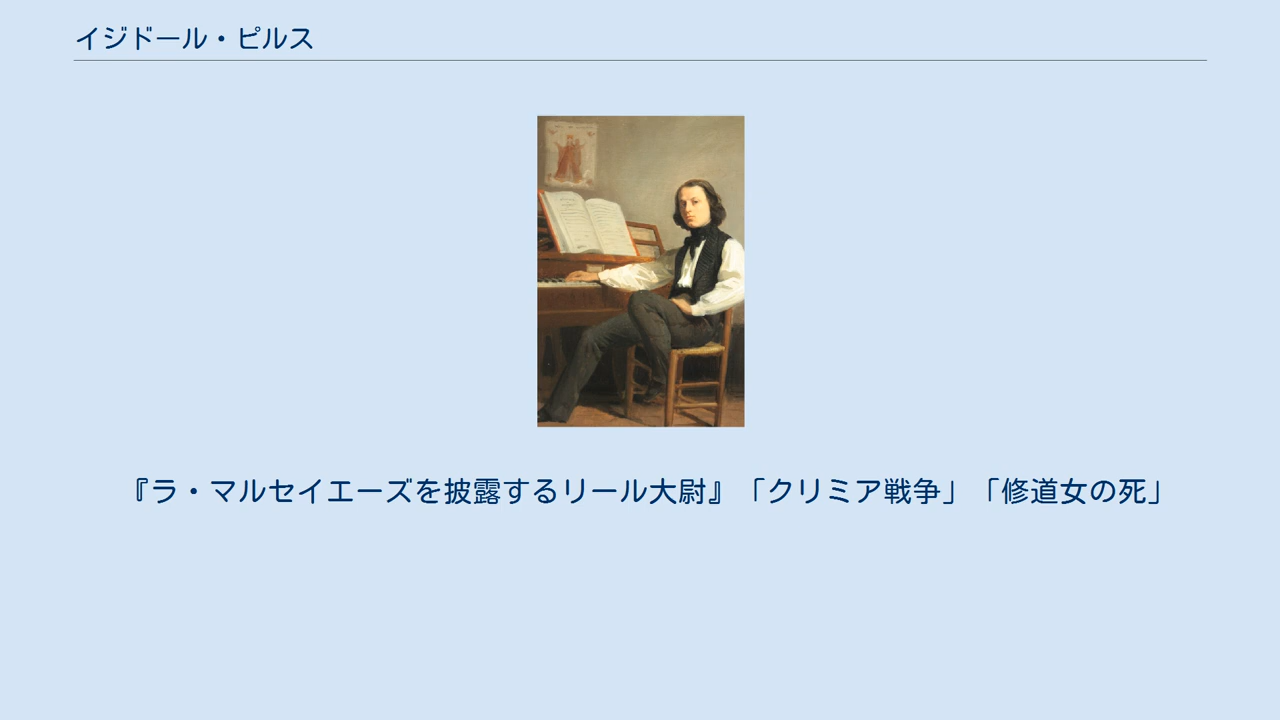 イジドール・ピルス
『ラ・マルセイエーズを披露するリール大尉』「クリミア戦争」「修道女の死」